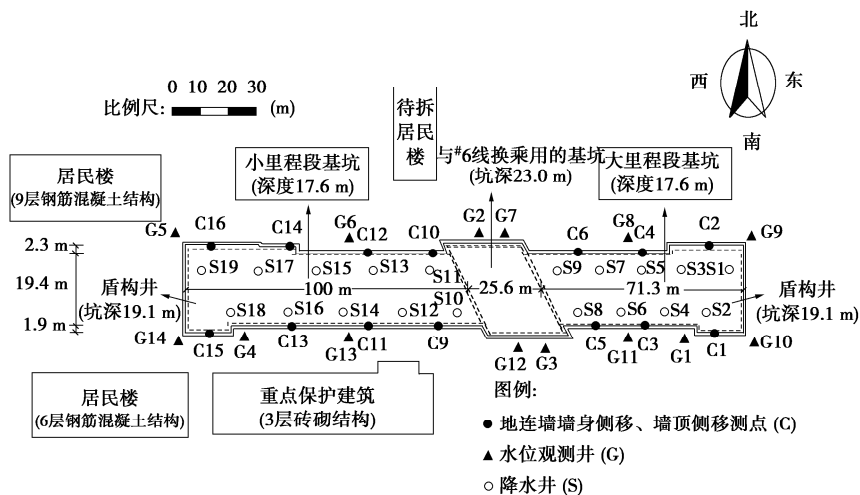 北
西
东
南
0 10 20 30
比例尺: (m)
待拆
居民
楼
居民楼
(9层钢筋混凝土结构)
小里程段基坑
(深度17.6 m)
与#6线换乘用的基坑
(坑深23.0 m)
大里程段基坑
(深度17.6 m)
G5 C16 C14 G6 C12 C10 G2 G7 C6 G8 C4 C2 G9
2.3 m
S19 S17 S15 S13 S11 S9 S7 S5 S3 S1
19.4 m
100 m 25.6 m 71.3 m
盾构井
(坑深19.1 m)
盾构井
(坑深19.1 m)
S18 S16 S14 S12 S10 S8 S6 S4 S2
1.9 m
G14 C15 G4 C13 G13 C11 C9 G12 G3 C5 G11 C3 G1 C1 G10
居民楼
(6层钢筋混凝土结构)
重点保护建筑
(3层砖砌结构)
图例:
地连墙墙身侧移、墙顶侧移测点 (C)
水位观测井 (G)
降水井 (S)